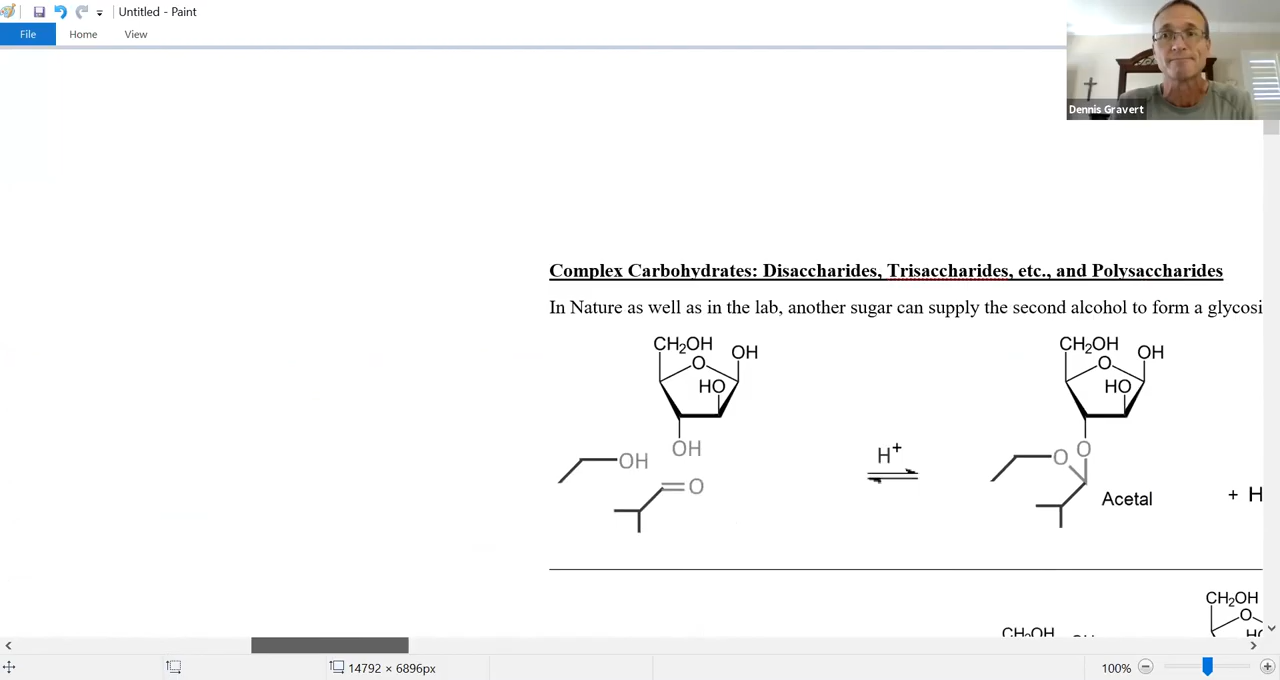 Untitled - Paint
File Home View
Dennis Gravert
Complex Carbohydrates: Disaccharides, Trisaccharides, etc., and Polysaccharides
In Nature as well as in the lab, another sugar can supply the second alcohol to form a glycosi
CH2OH OH CH2OH OH
O O
HO HO
OH H+ O
OH O
O Acetal + H
CH2OH
O
CH2OH
14792 × 6896px 100%